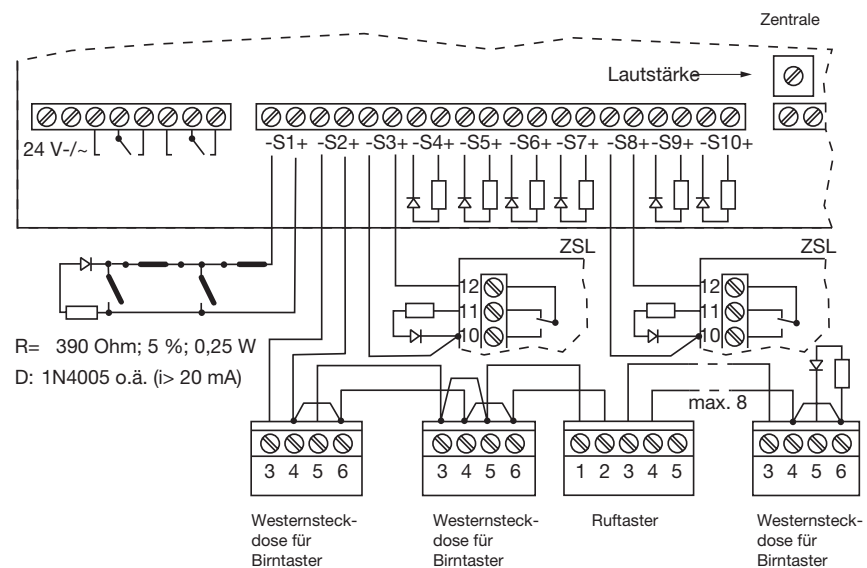 Zentrale
Lautstärke
24 V-/~ -S1+ -S2+ -S3+ -S4+ -S5+ -S6+ -S7+ -S8+ -S9+ -S10+
ZSL ZSL
12 12
11 11
10 10
R= 390 Ohm; 5 %; 0,25 W
D: 1N4005 o.ä. (i> 20 mA)
max. 8
3 4 5 6 3 4 5 6 1 2 3 4 5 3 4 5 6
Westernsteck-
dose für
Birntaster
Westernsteck-
dose für
Birntaster
Ruftaster
Westernsteck-
dose für
Birntaster